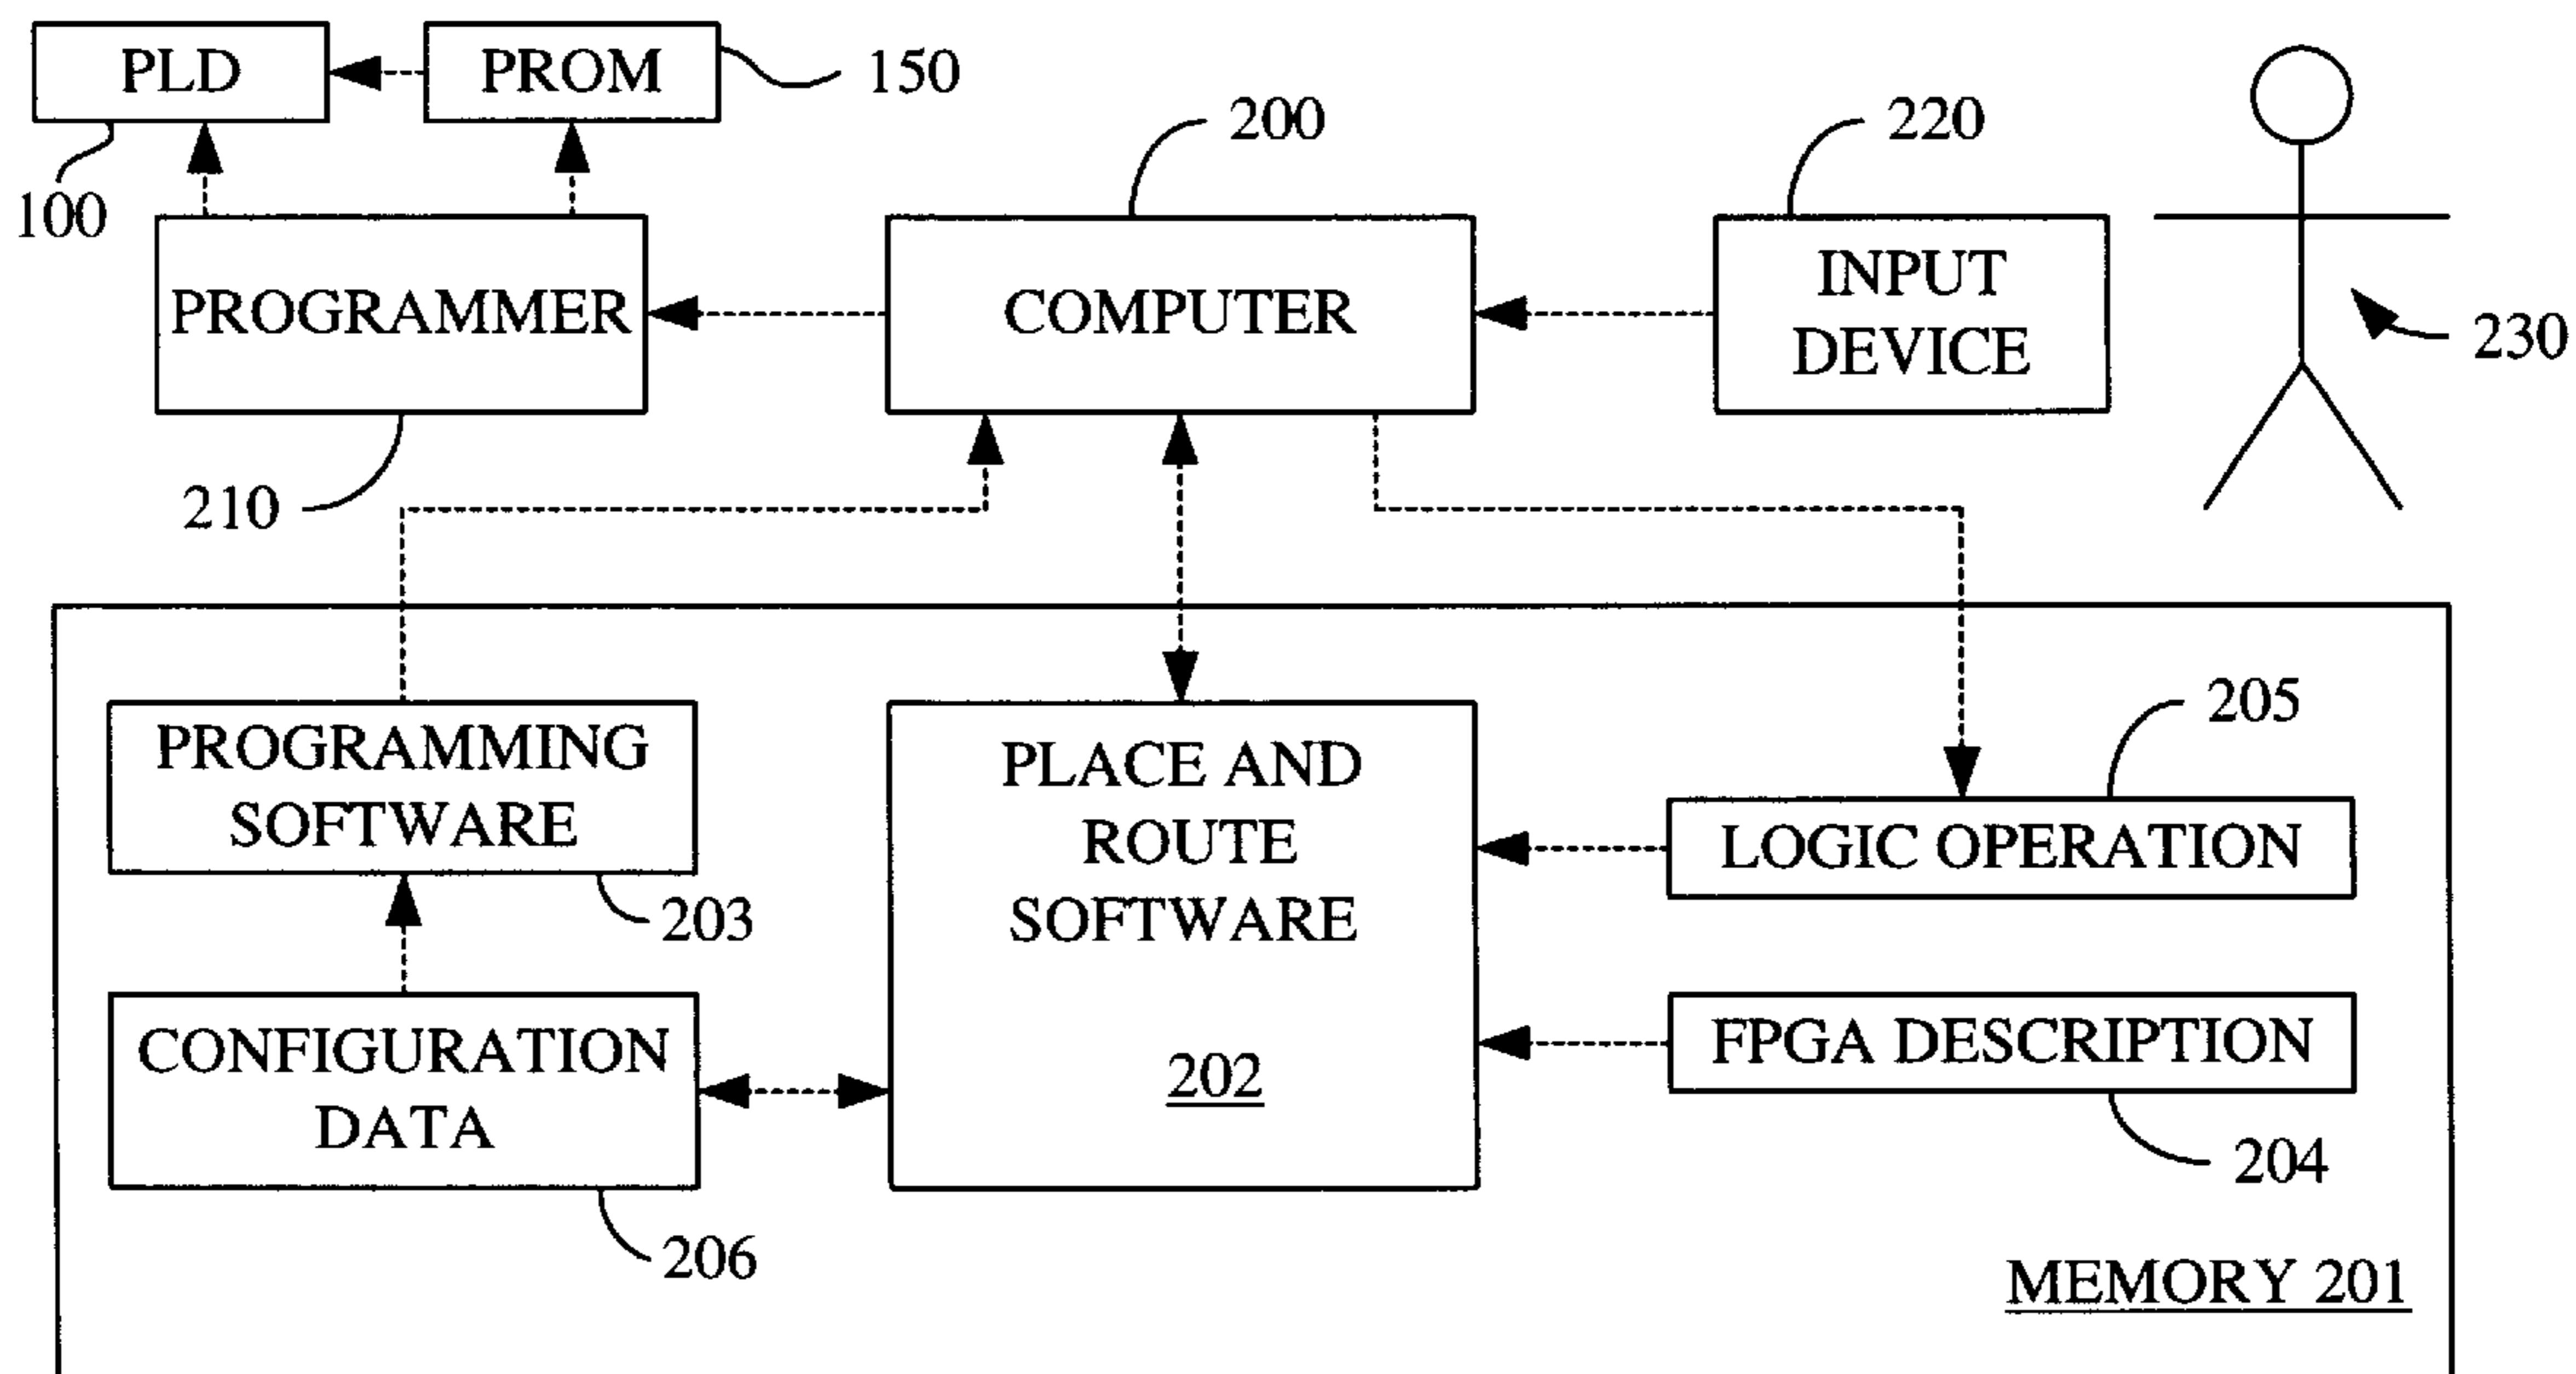 PLD
PROM
150
200
220
100
PROGRAMMER
COMPUTER
INPUT
DEVICE
230
210
PROGRAMMING
SOFTWARE
203
PLACE AND
ROUTE
SOFTWARE
202
205
LOGIC OPERATION
FPGA DESCRIPTION
204
CONFIGURATION
DATA
206
MEMORY 201